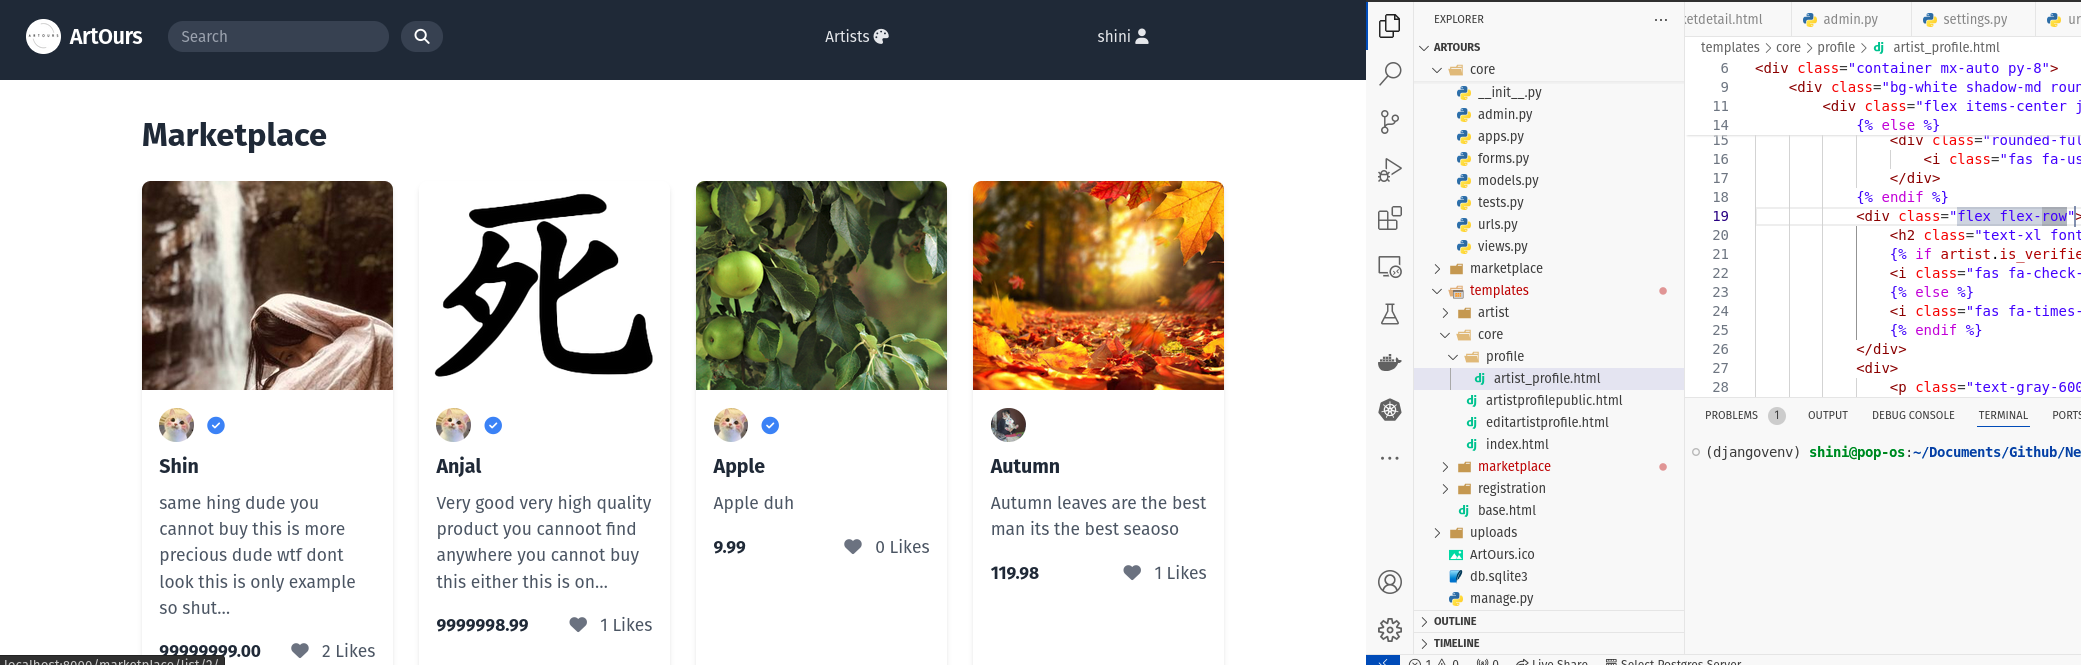 ArtOurs
Search
Artists
shini
Marketplace
死
Shin
same hing dude you
cannot buy this is more
precious dude wtf dont
look this is only example
so shut...
99999999.00
2 Likes
Anjal
Very good very high quality
product you cannoot find
anywhere you cannot buy
this either this is on...
9999998.99
1 Likes
Apple
Apple duh
9.99
0 Likes
Autumn
Autumn leaves are the best
man its the best seaoso
119.98
1 Likes
localhost:8000/marketplace/list/2/
EXPLORER
ARTOURS
core
__init__.py
admin.py
apps.py
forms.py
models.py
tests.py
urls.py
views.py
marketplace
templates
artist
core
profile
artist_profile.html
artistprofilepublic.html
editartistprofile.html
index.html
marketplace
registration
base.html
uploads
ArtOurs.ico
db.sqlite3
manage.py
OUTLINE
TIMELINE
etdetail.html
admin.py
settings.py
ur
templates > core > profile > dj artist_profile.html
6 <div class="container mx-auto py-8">
9 <div class="bg-white shadow-md roun
11 <div class="flex items-center j
14 {% else %}
15 <div class="rounded-ful
16 <i class="fas fa-us
17 </div>
18 {% endif %}
19 <div class="flex flex-row">
20 <h2 class="text-xl font
21 {% if artist.is_verifie
22 <i class="fas fa-check-
23 {% else %}
24 <i class="fas fa-times-
25 {% endif %}
26 </div>
27 <div>
28 <p class="text-gray-600
PROBLEMS 1 OUTPUT DEBUG CONSOLE TERMINAL PORTS
(djangovenv) shini@pop-os:~/Documents/Github/Ne
1 0 0 Live Share Select Postgres Server